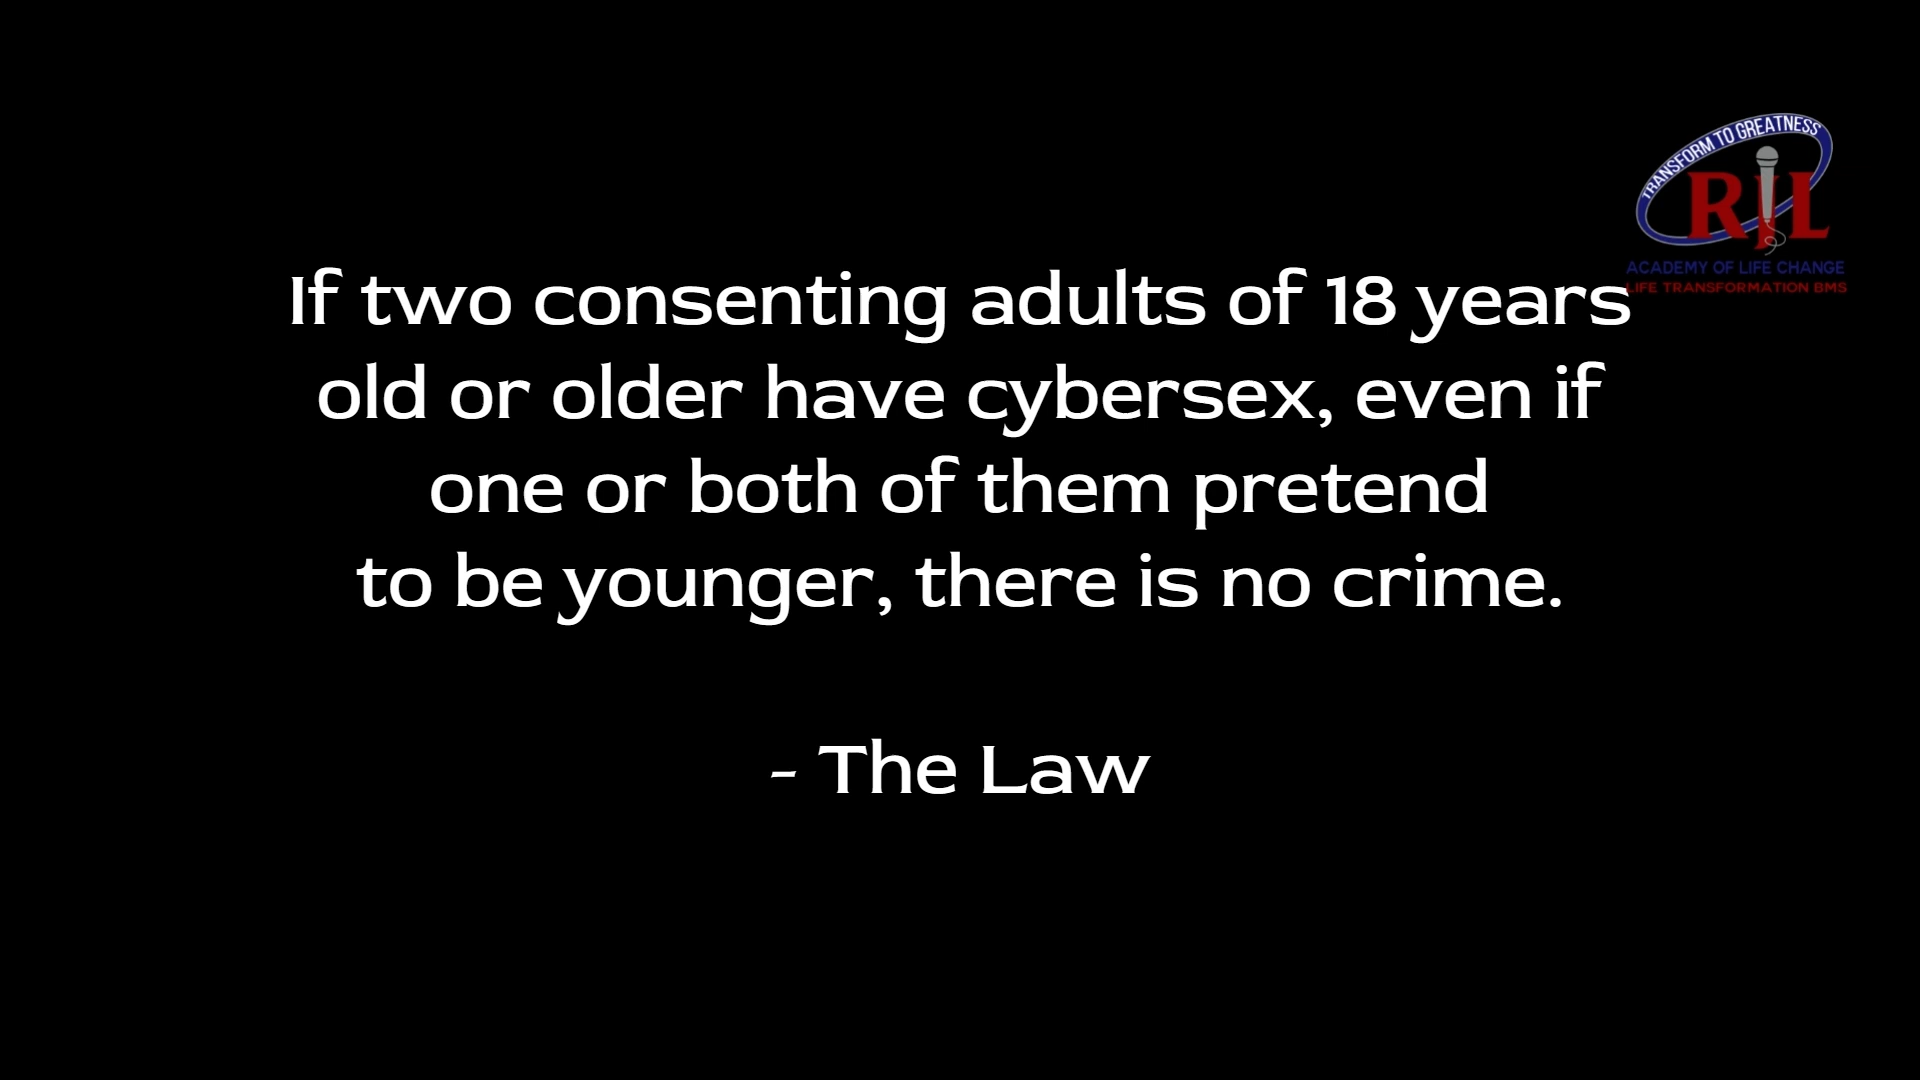 TRANSFORM TO GREATNESS
RJL
ACADEMY OF LIFE CHANGE
LIFE TRANSFORMATION BMS
If two consenting adults of 18 years
old or older have cybersex, even if
one or both of them pretend
to be younger, there is no crime.
- The Law